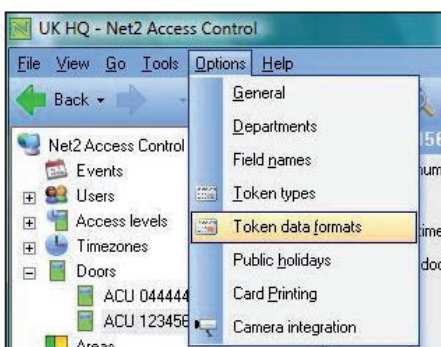 UK HQ - Net2 Access Control
File View Go Tools Options Help
Back
General
Departments
Field names
Token types
Token data formats
Public holidays
Card Printing
Camera integration
Net2 Access Control
Events
Users
Access levels
Timezones
Doors
ACU 044444
ACU 123456
Areas